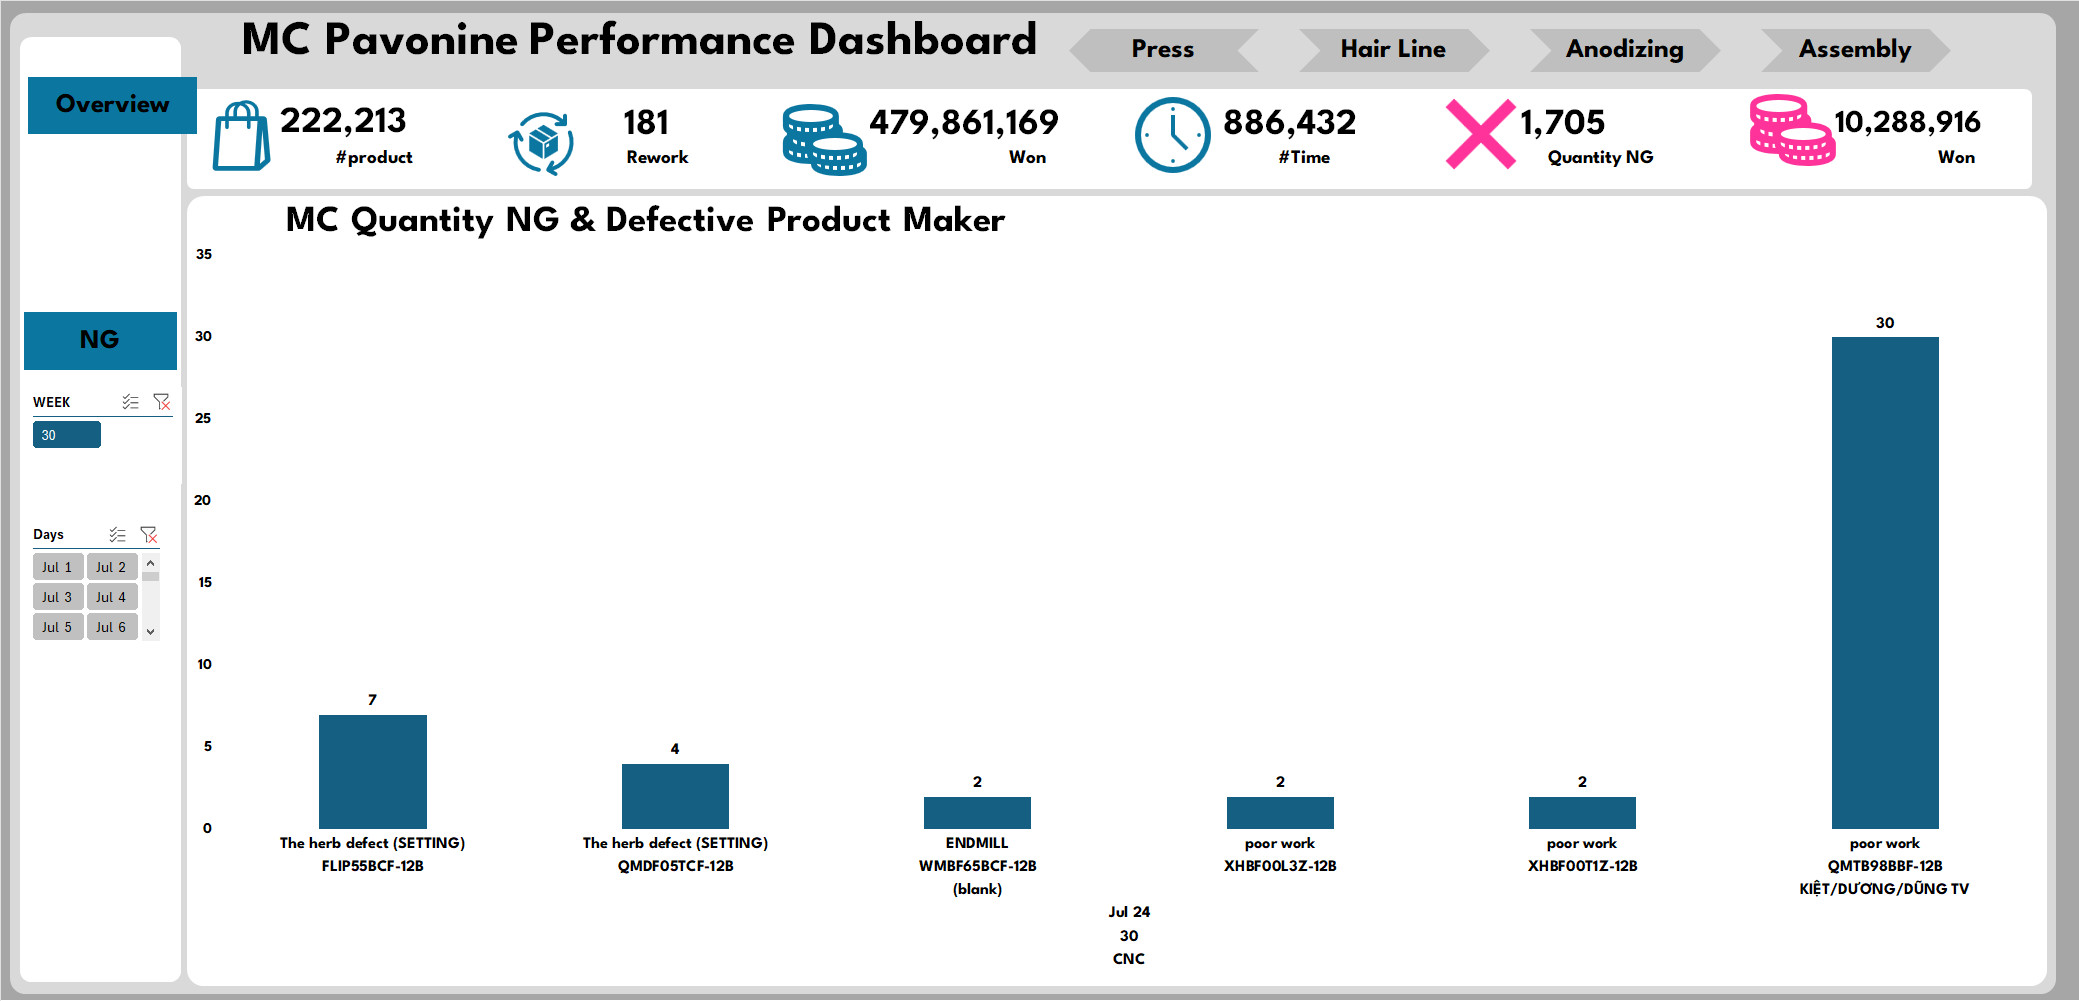 MC Pavonine Performance Dashboard
Press
Hair Line
Anodizing
Assembly
Overview
222,213
#product
181
Rework
479,861,169
Won
886,432
#Time
1,705
Quantity NG
10,288,916
Won
NG
WEEK
30
Days
Jul 1
Jul 2
Jul 3
Jul 4
Jul 5
Jul 6
MC Quantity NG & Defective Product Maker
35
30
25
20
15
10
5
0
7
4
2
2
2
30
The herb defect (SETTING)
FLIP55BCF-12B
The herb defect (SETTING)
QMDF05TCF-12B
ENDMILL
WMBF65BCF-12B
(blank)
poor work
XHBF00L3Z-12B
poor work
XHBF00T1Z-12B
poor work
QMTB98BBF-12B
KIỆT/DƯƠNG/DŨNG TV
Jul 24
30
CNC